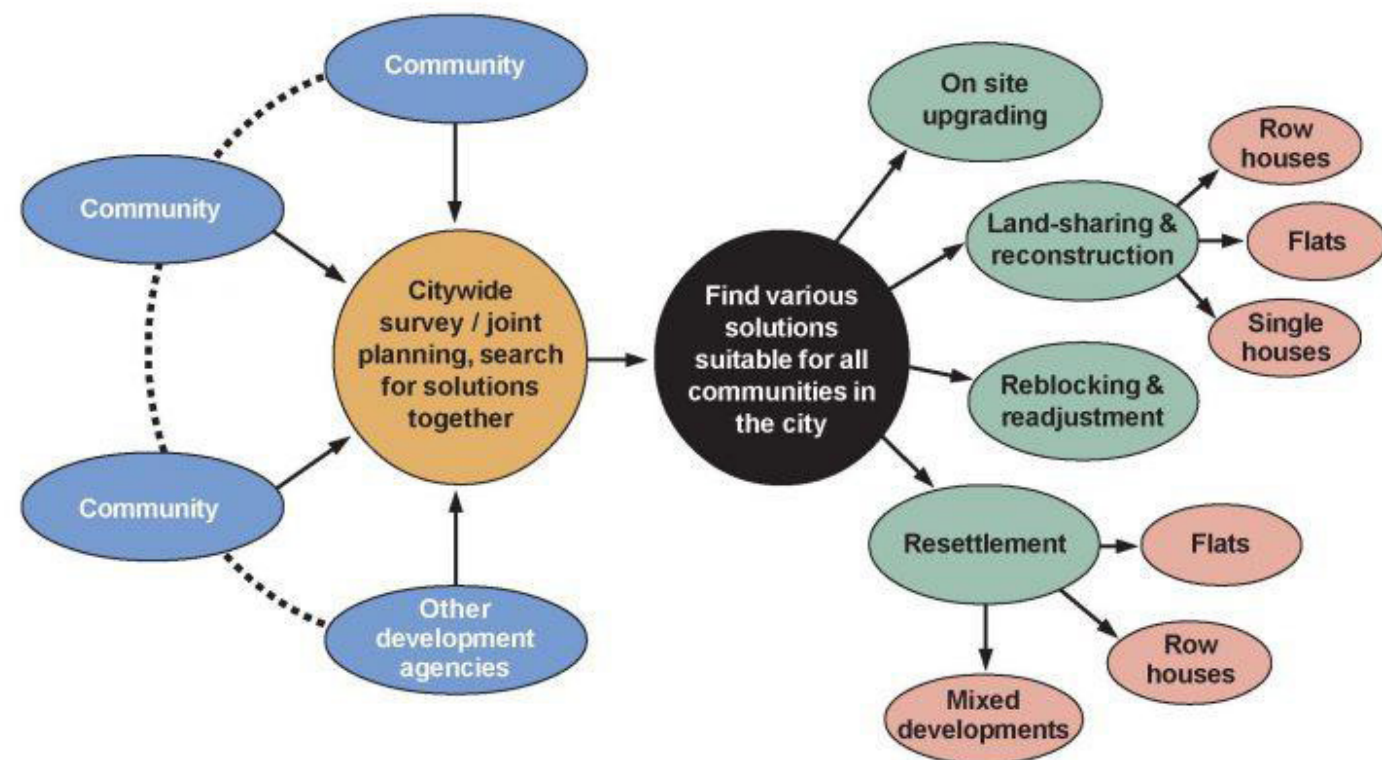 Community
Community
Community
Other
development
agencies
Citywide
survey / joint
planning, search
for solutions
together
Find various
solutions
suitable for all
communities in
the city
On site
upgrading
Land-sharing &
reconstruction
Row
houses
Flats
Single
houses
Reblocking &
readjustment
Resettlement
Flats
Row
houses
Mixed
developments